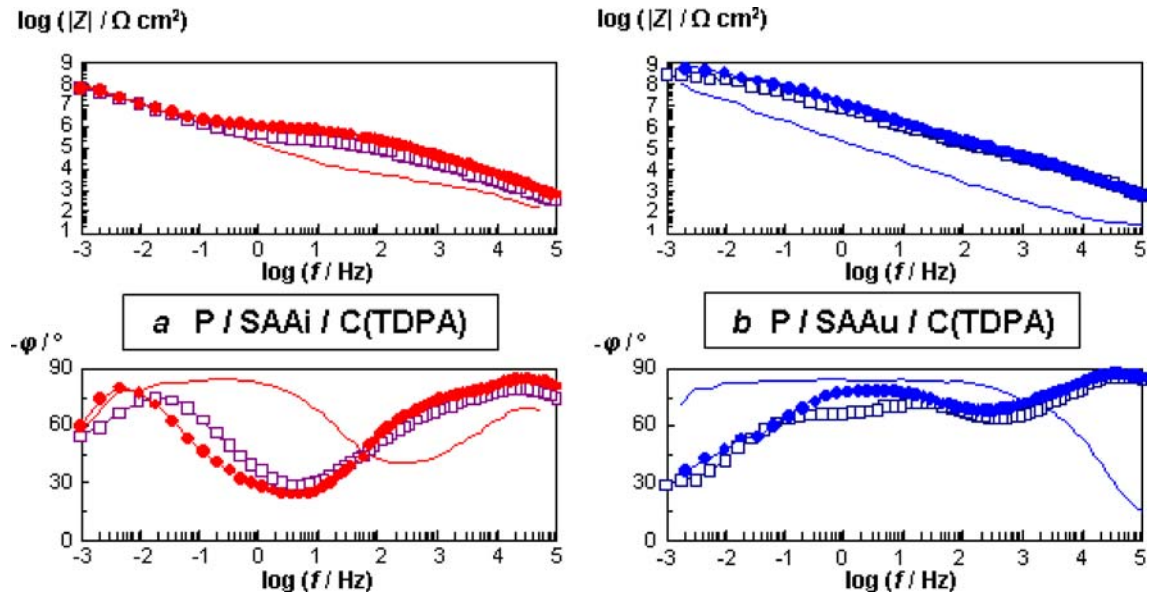 log (|Z| / Ω cm²)
9
8
7
6
5
4
3
2
1
-3 -2 -1 0 1 2 3 4 5
log (f / Hz)
a P / SAAi / C(TDPA)
-φ / °
90
60
30
0
-3 -2 -1 0 1 2 3 4 5
log (f / Hz)
log (|Z| / Ω cm²)
9
8
7
6
5
4
3
2
1
-3 -2 -1 0 1 2 3 4 5
log (f / Hz)
b P / SAAu / C(TDPA)
-φ / °
90
60
30
0
-3 -2 -1 0 1 2 3 4 5
log (f / Hz)